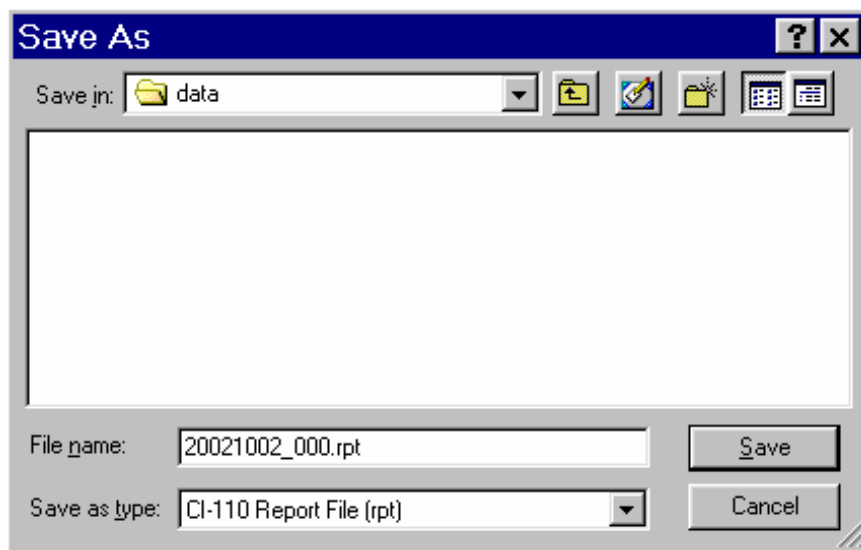 Save As
Save in: data
File name: 20021002_000.rpt
Save
Save as type: CI-110 Report File (rpt)
Cancel